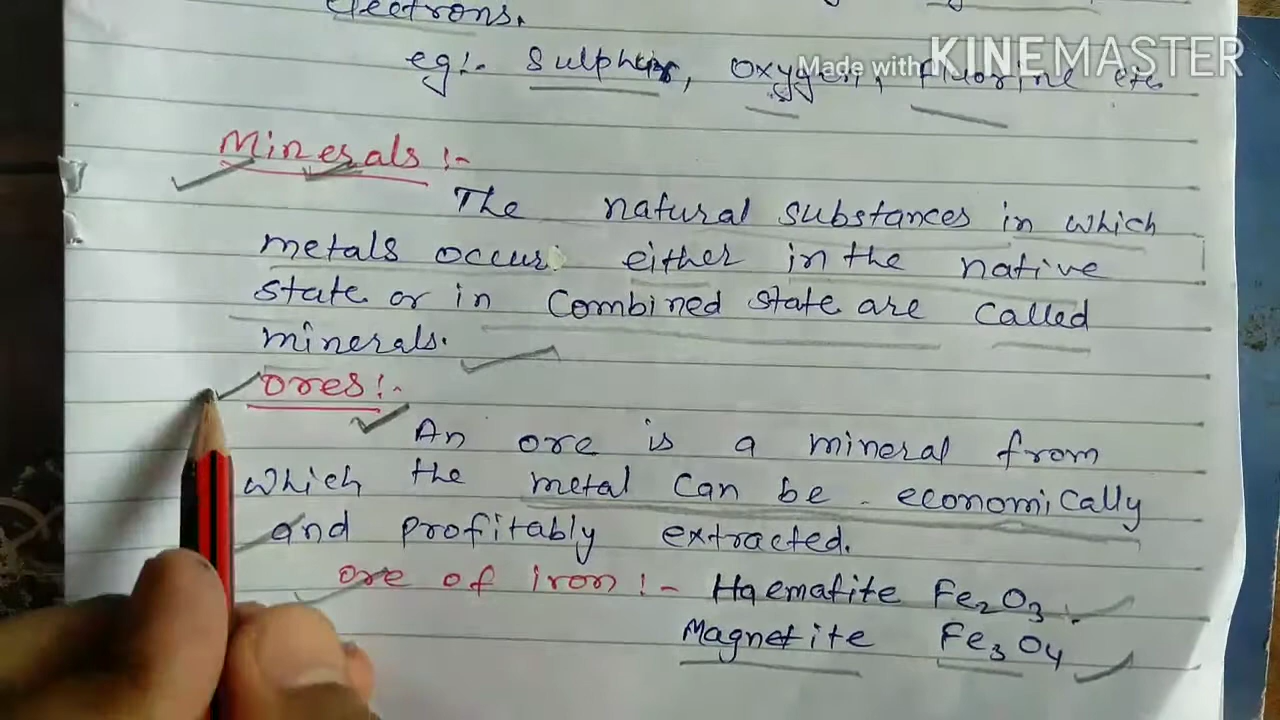 electrons.
eg:- Sulphur, Oxygen, Fluorine etc
Made with KINEMASTER
Minerals :-
The natural substances in which
metals occur either in the native
state or in Combined state are called
minerals.
Ores:-
An ore is a mineral from
which the metal can be economically
and profitably extracted.
Ore of iron :- Haematite Fe₂O₃.
Magnetite Fe₃O₄